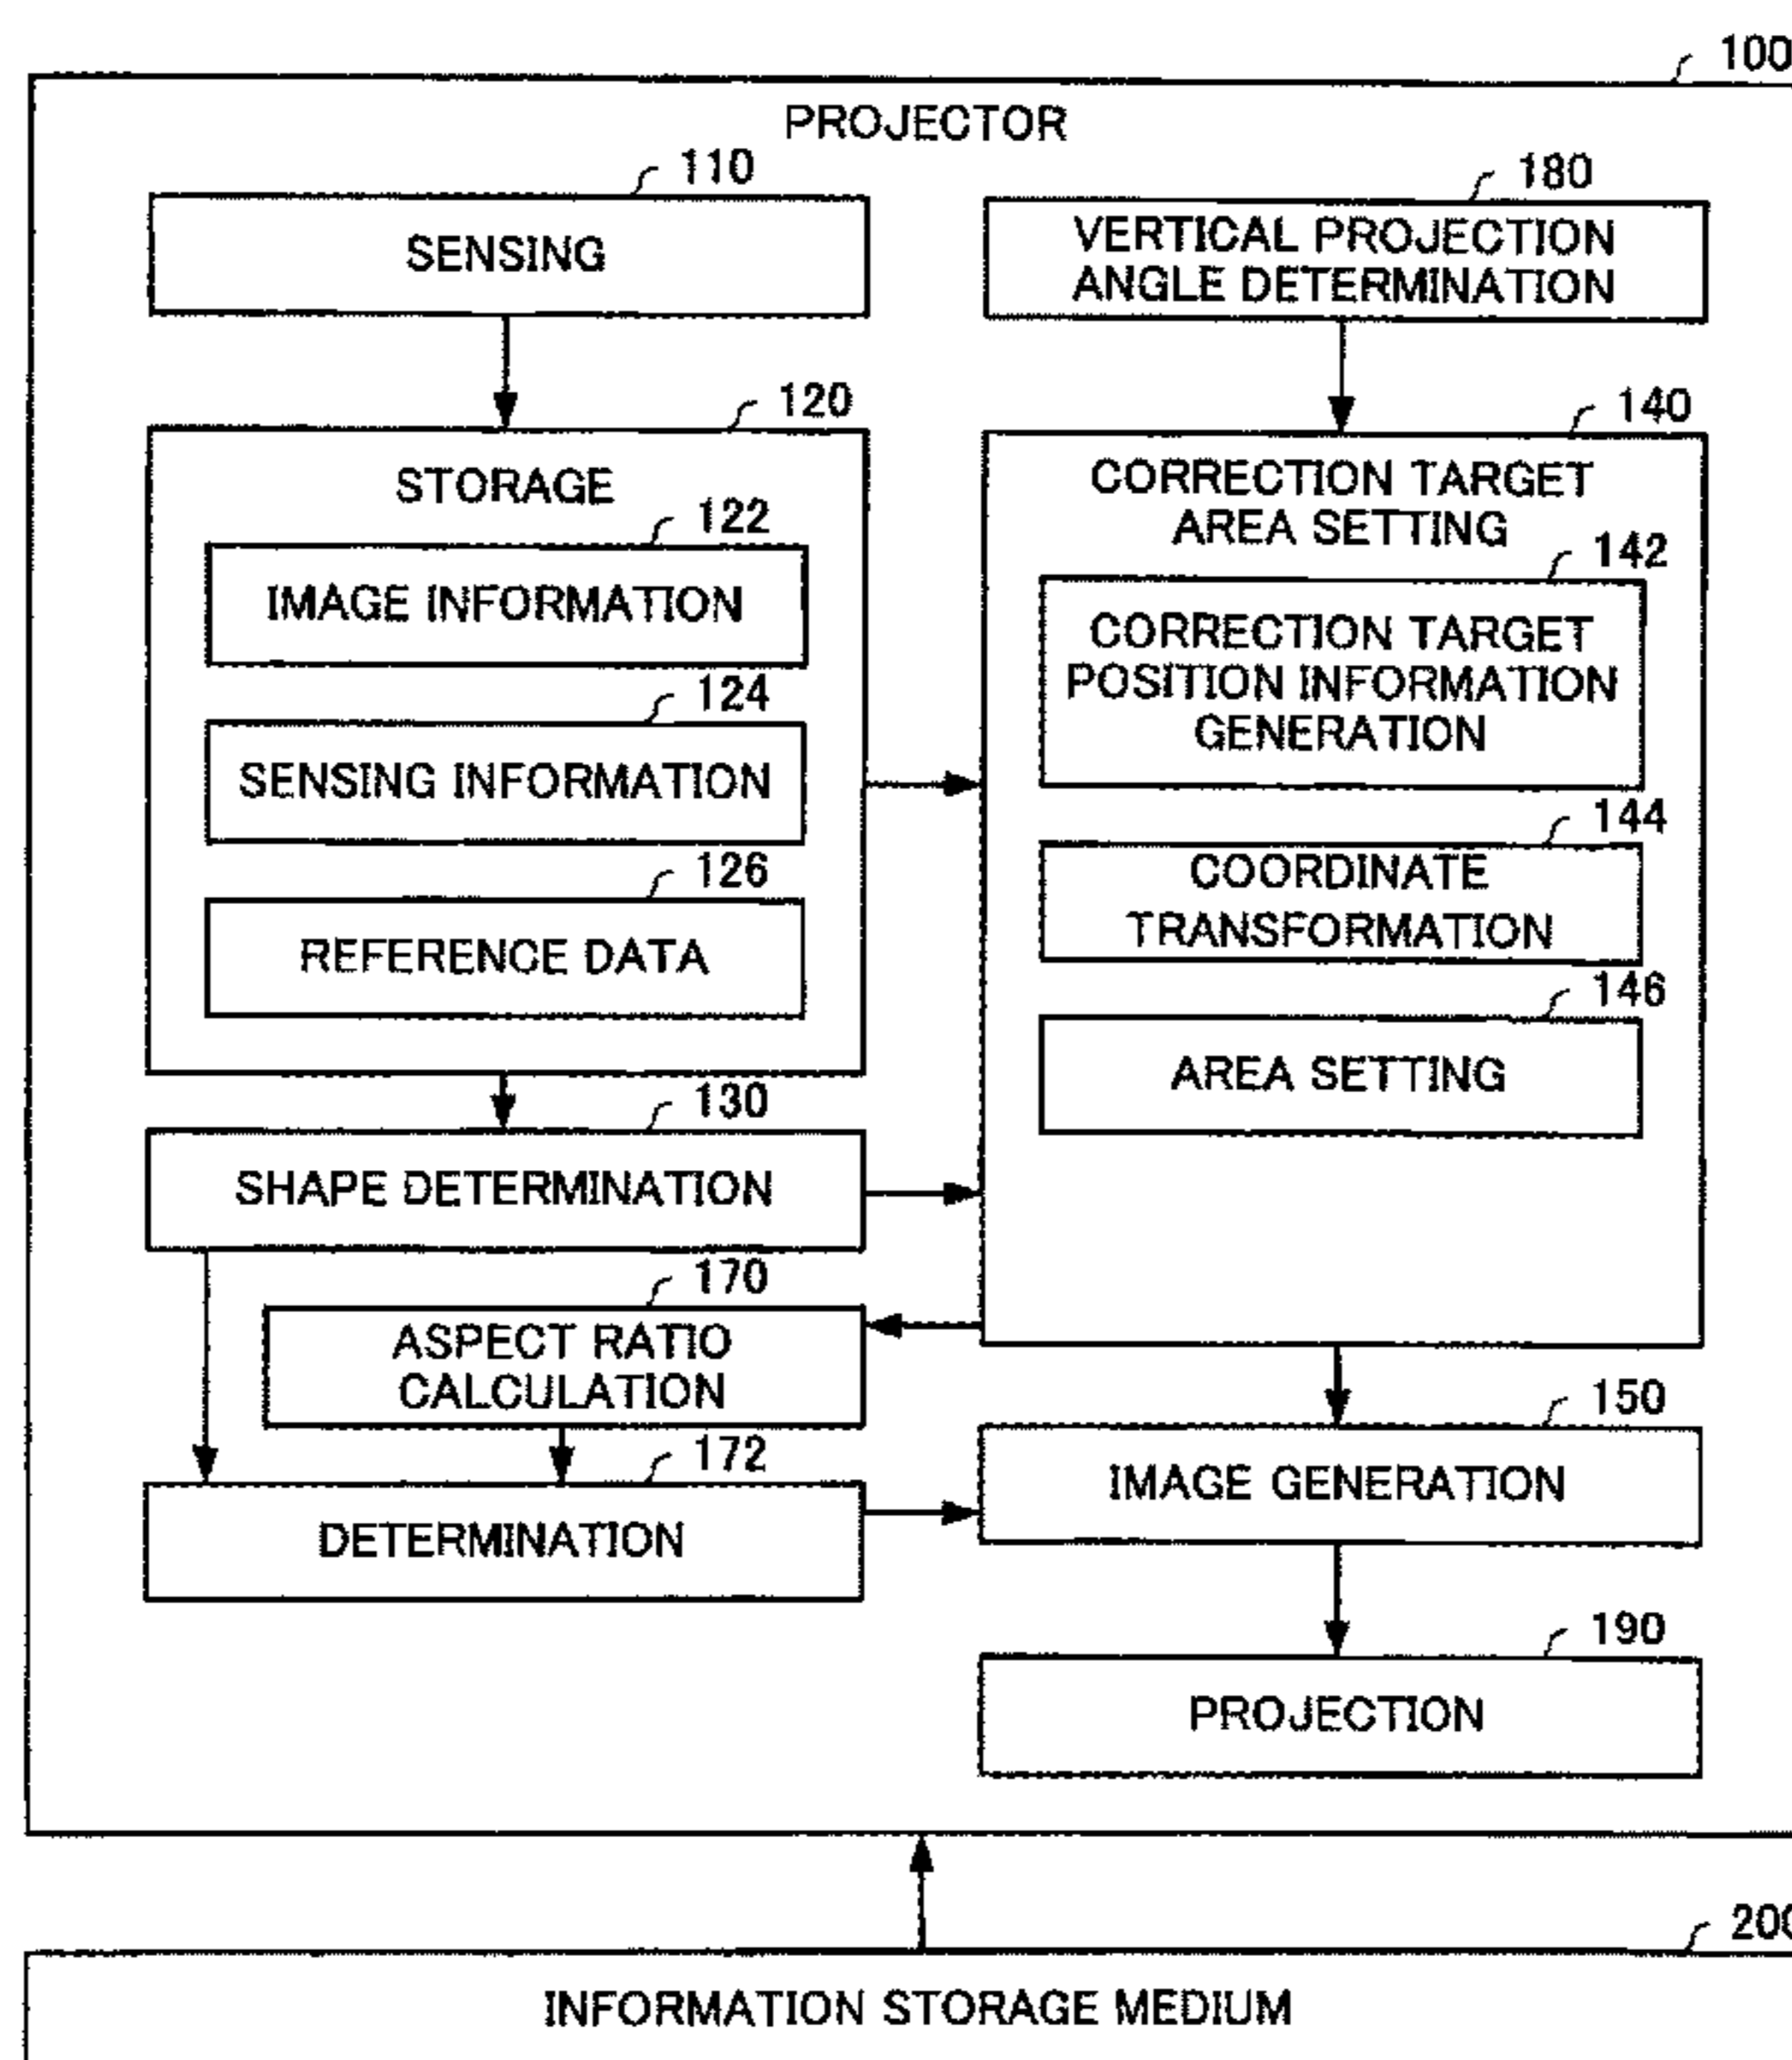 100
PROJECTOR
110
SENSING
180
VERTICAL PROJECTION
ANGLE DETERMINATION
120
STORAGE
122
IMAGE INFORMATION
124
SENSING INFORMATION
126
REFERENCE DATA
140
CORRECTION TARGET
AREA SETTING
142
CORRECTION TARGET
POSITION INFORMATION
GENERATION
144
COORDINATE
TRANSFORMATION
146
AREA SETTING
130
SHAPE DETERMINATION
170
ASPECT RATIO
CALCULATION
172
DETERMINATION
150
IMAGE GENERATION
190
PROJECTION
200
INFORMATION STORAGE MEDIUM